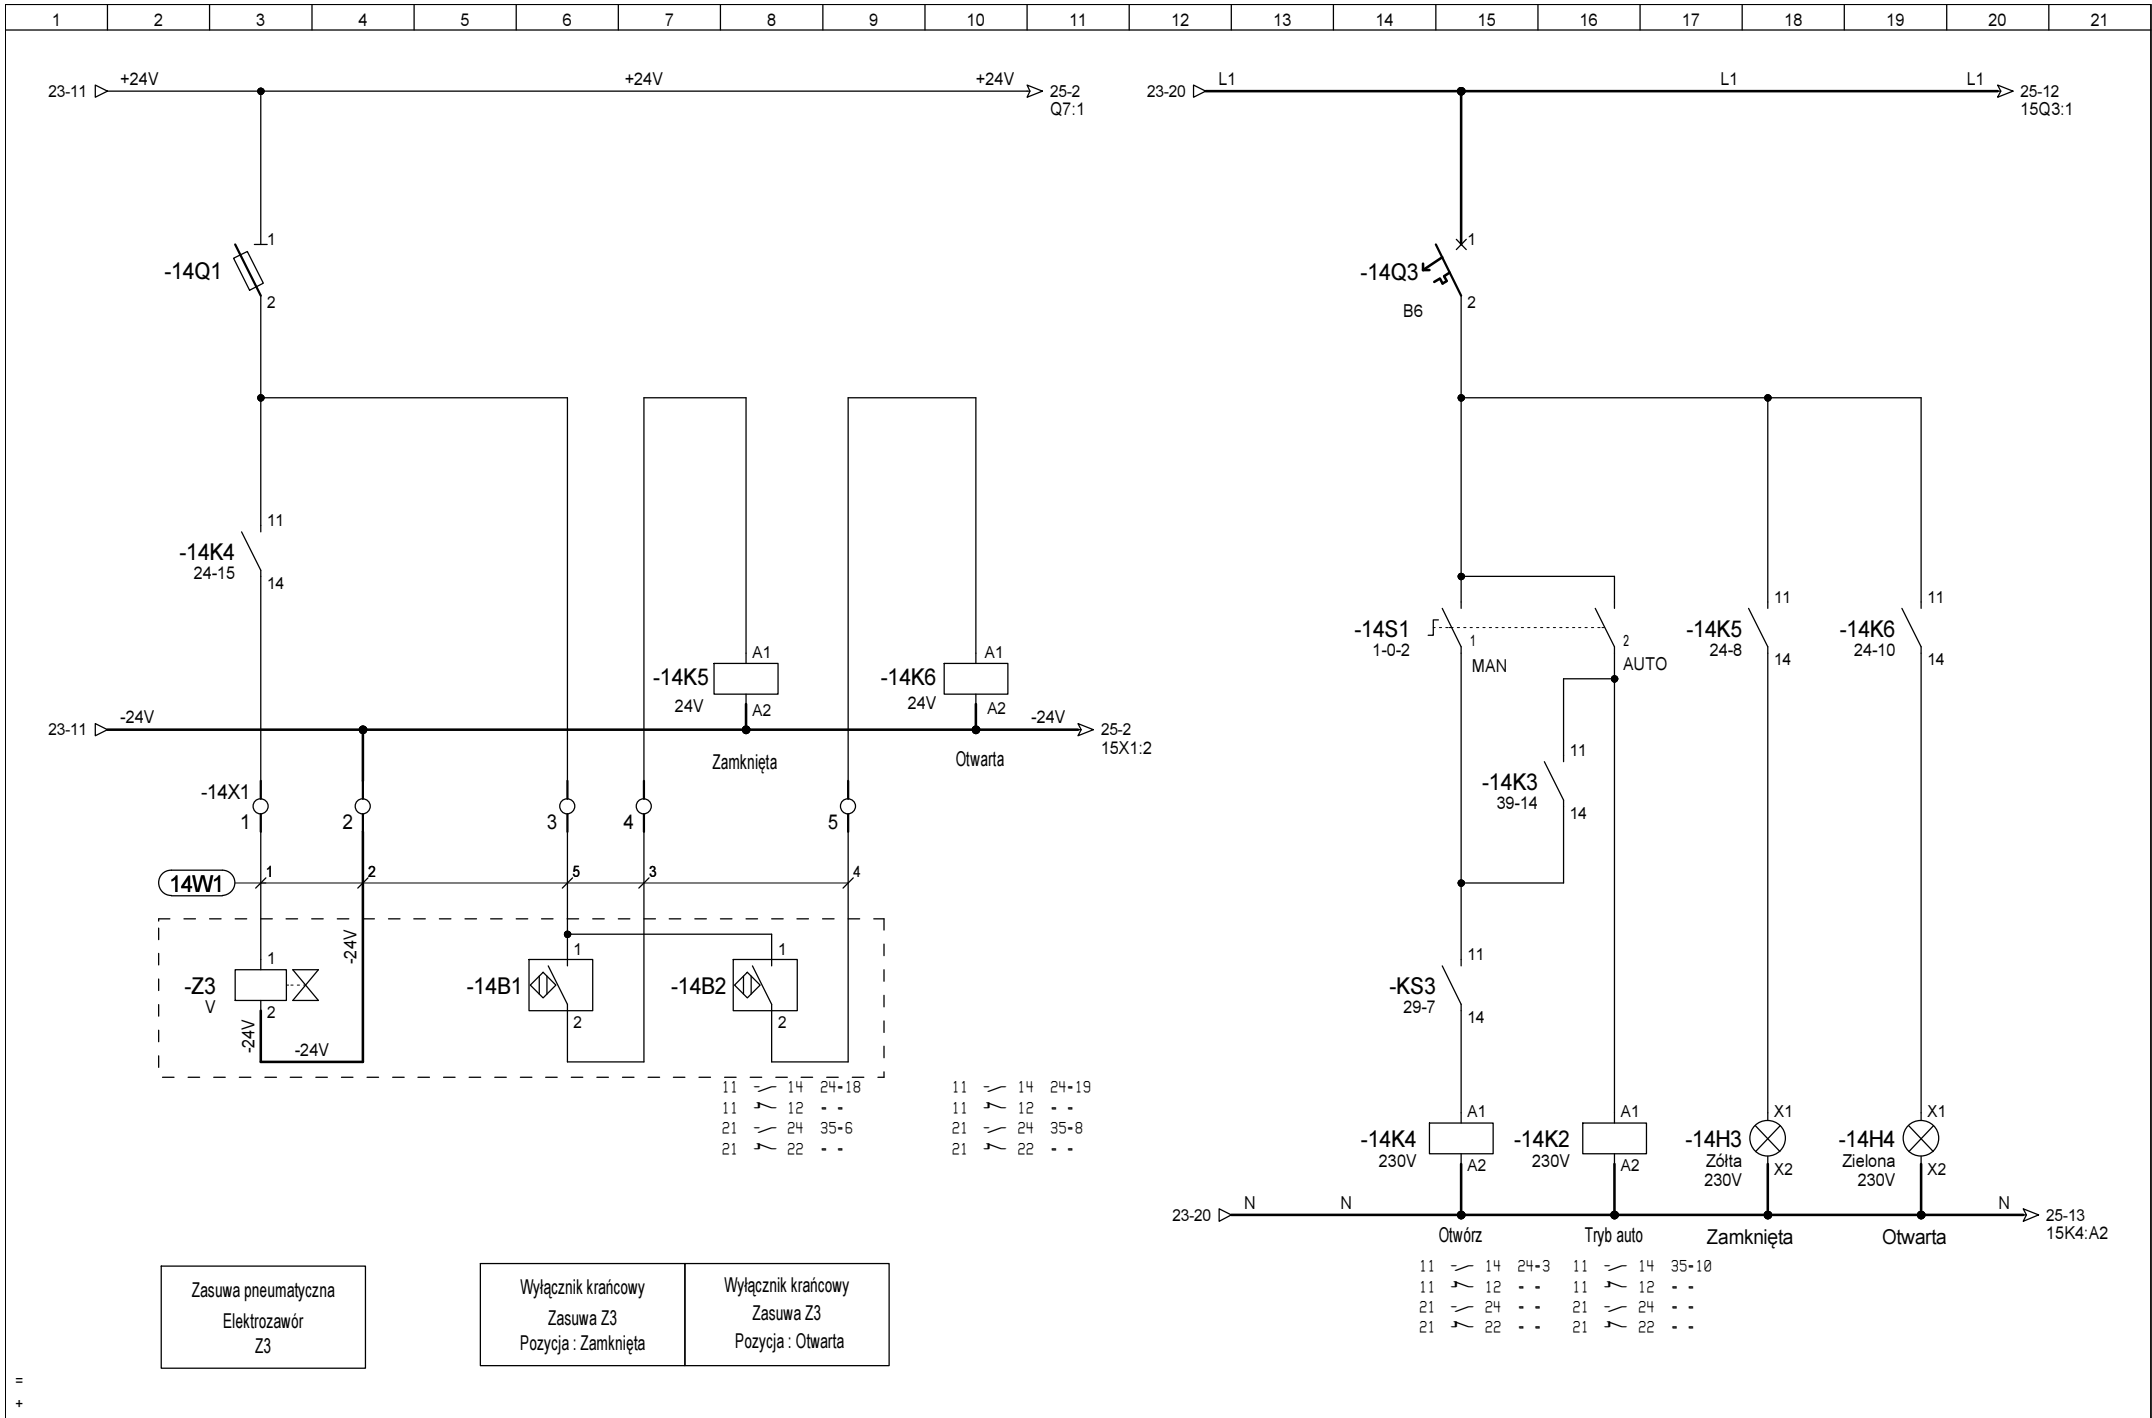 1 2 3 4 5 6 7 8 9 10 11 12 13 14 15 16 17 18 19 20 21
23-11 +24V +24V +24V 25-2
Q7:1
23-20 L1 L1 L1 25-12
15Q3:1
1
-14Q1
2
1
-14Q3
2
B6
11
-14K4
24-15
14
A1
-14K5
24V
A2
A1
-14K6
24V
A2
23-11 -24V -24V 25-2
15X1:2
Zamknięta
Otwarta
-14X1
1 2 3 4 5
14W1 1 2 5 3 4
-24V
1
-Z3
V
2
-24V
-24V
1
-14B1
2
1
-14B2
2
11 14 24-18
11 12 - -
21 24 35-6
21 22 - -
11 14 24-19
11 12 - -
21 24 35-8
21 22 - -
-14S1
1-0-2
1
MAN
2
AUTO
11
-14K5
24-8
14
11
-14K6
24-10
14
11
-14K3
39-14
14
11
-KS3
29-7
14
A1
-14K4
230V
A2
A1
-14K2
230V
A2
X1
-14H3
Żółta
230V
X2
X1
-14H4
Zielona
230V
X2
23-20 N N N 25-13
15K4:A2
Otwórz
Tryb auto
Zamknięta
Otwarta
11 14 24-3
11 12 - -
21 24 - -
21 22 - -
11 14 35-10
11 12 - -
21 24 - -
21 22 - -
Zasuwa pneumatyczna
Elektrozawór
Z3
Wyłącznik krańcowy
Zasuwa Z3
Pozycja : Zamknięta
Wyłącznik krańcowy
Zasuwa Z3
Pozycja : Otwarta
=
+